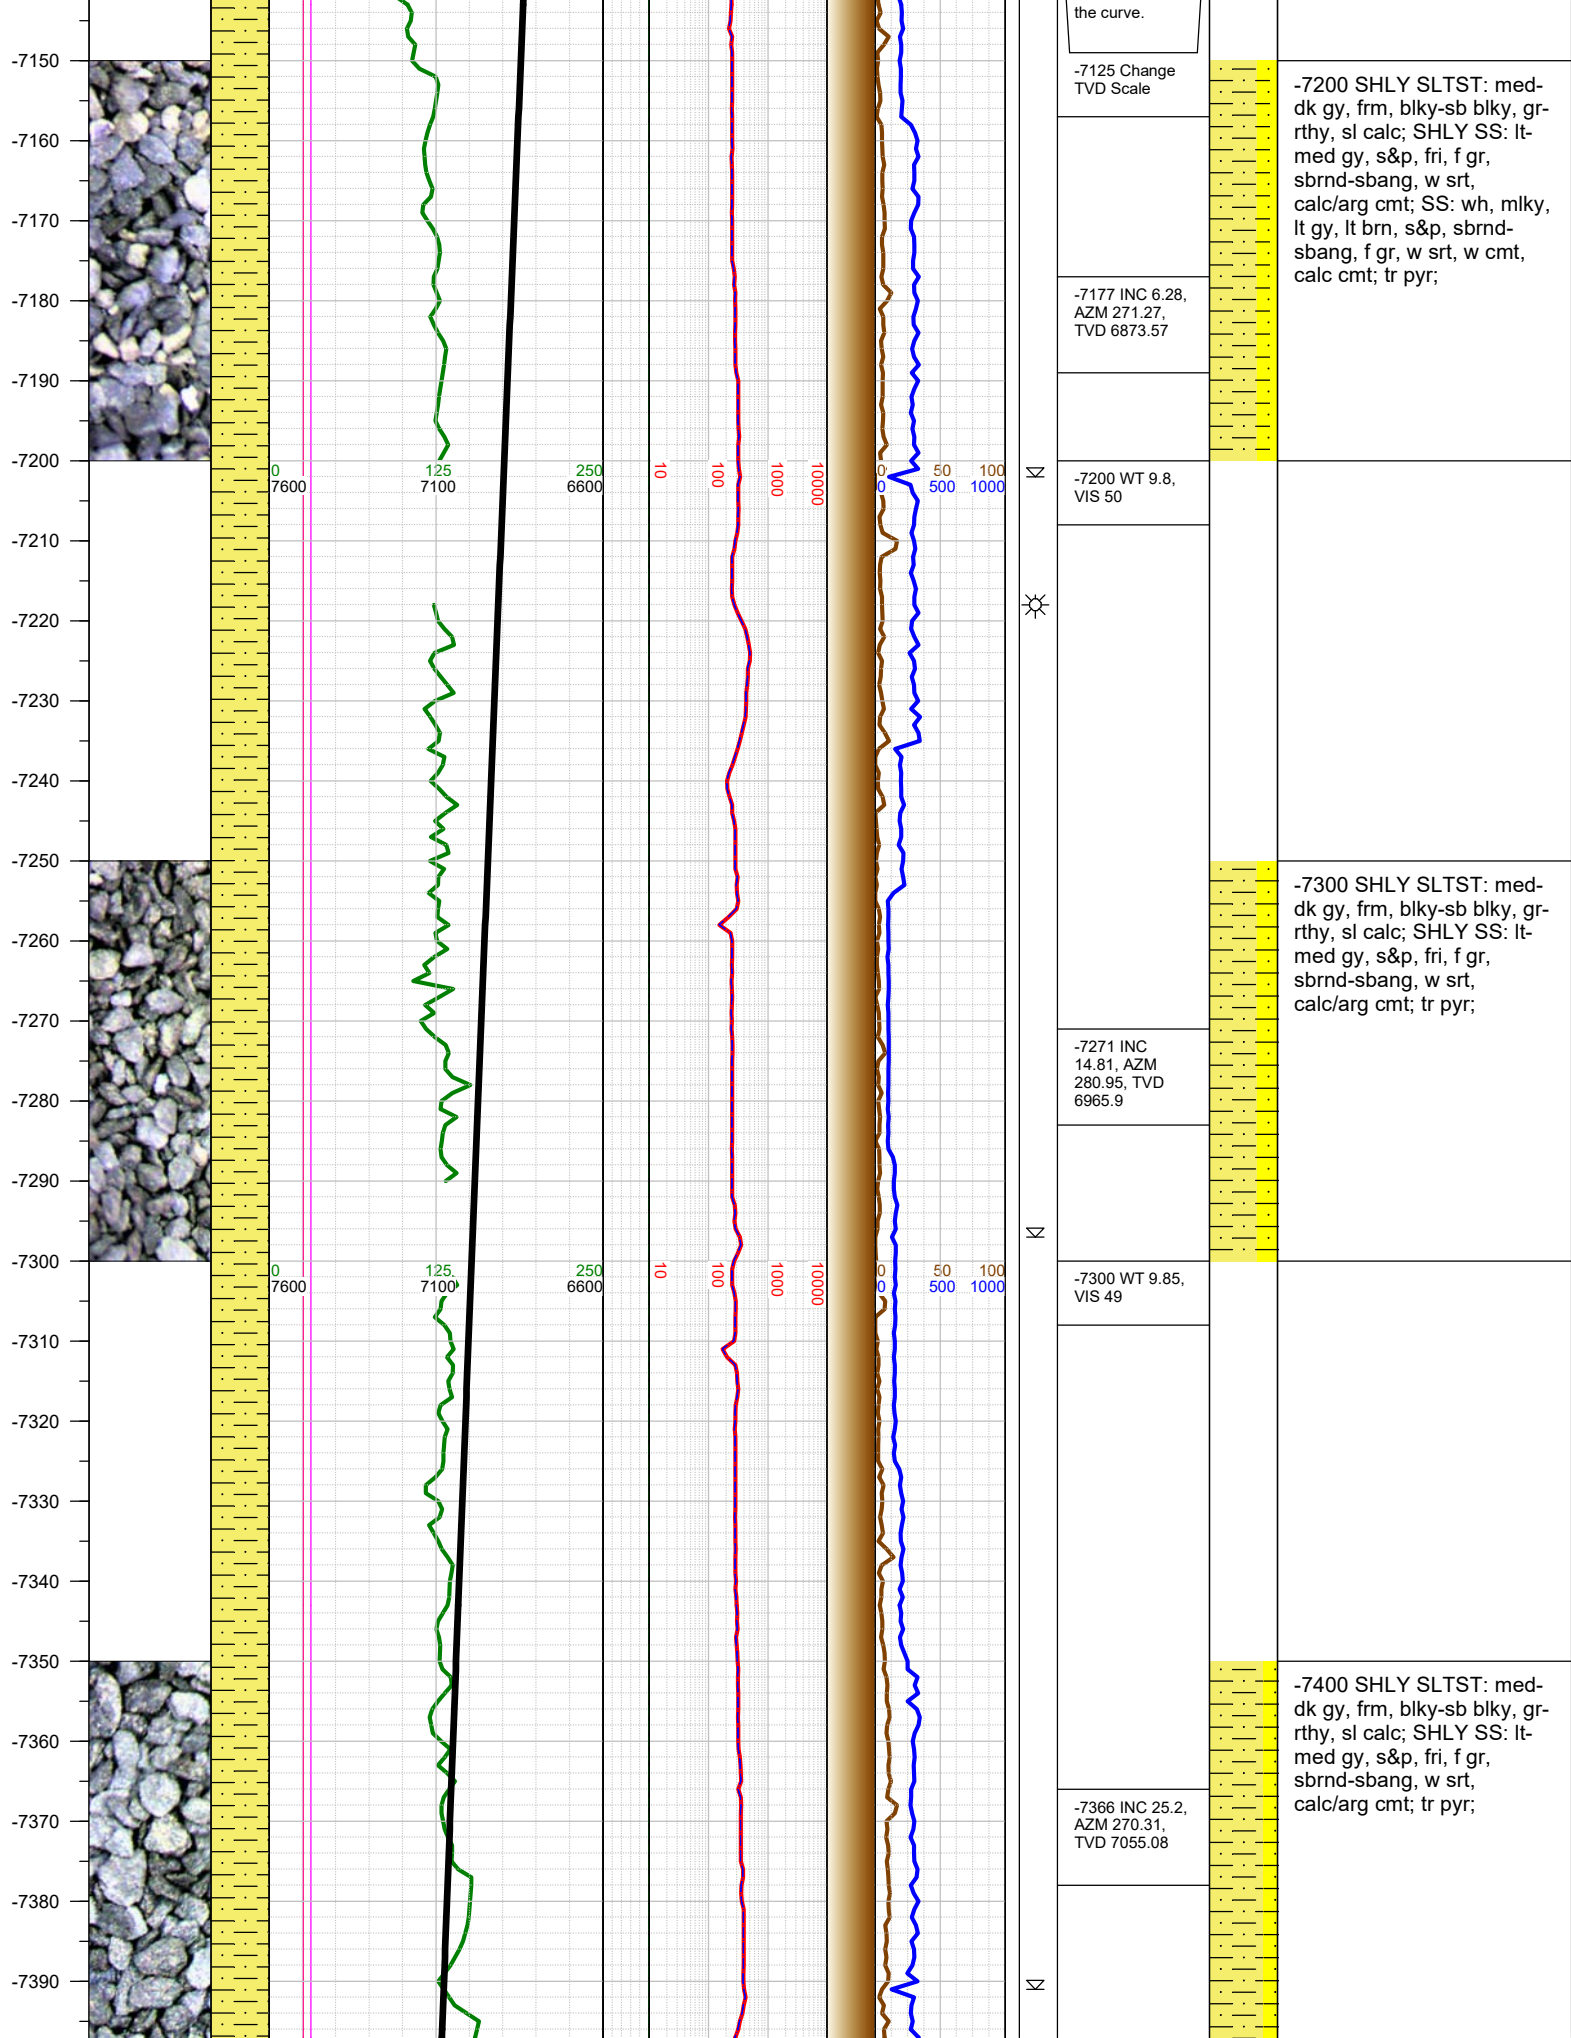 the curve.
-7125 Change
TVD Scale
-7150
-7200 SHLY SLTST: med-
dk gy, frm, blky-sb blky, gr-
rthy, sl calc; SHLY SS: lt-
med gy, s&p, fri, f gr,
sbrnd-sbang, w srt,
calc/arg cmt; SS: wh, mlky,
lt gy, lt brn, s&p, sbrnd-
sbang, f gr, w srt, w cmt,
calc cmt; tr pyr;
-7160
-7170
-7177 INC 6.28,
AZM 271.27,
TVD 6873.57
-7180
-7190
-7200
0 125 250
7600 7100 6600
10 100 1000 10000
0 50 100
500 1000
-7200 WT 9.8,
VIS 50
-7210
-7220
-7230
-7240
-7250
-7300 SHLY SLTST: med-
dk gy, frm, blky-sb blky, gr-
rthy, sl calc; SHLY SS: lt-
med gy, s&p, fri, f gr,
sbrnd-sbang, w srt,
calc/arg cmt; tr pyr;
-7260
-7270
-7271 INC
14.81, AZM
280.95, TVD
6965.9
-7280
-7290
-7300
0 125 250
7600 7100 6600
10 100 1000 10000
0 50 100
0 500 1000
-7300 WT 9.85,
VIS 49
-7310
-7320
-7330
-7340
-7350
-7400 SHLY SLTST: med-
dk gy, frm, blky-sb blky, gr-
rthy, sl calc; SHLY SS: lt-
med gy, s&p, fri, f gr,
sbrnd-sbang, w srt,
calc/arg cmt; tr pyr;
-7360
-7366 INC 25.2,
AZM 270.31,
TVD 7055.08
-7370
-7380
-7390